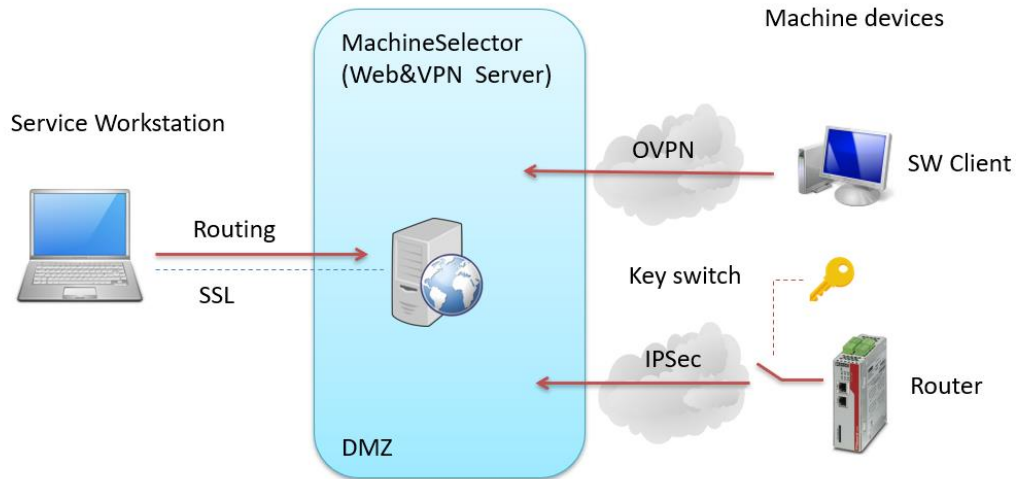 Machine devices
MachineSelector
(Web&VPN Server)
Service Workstation
OVPN
SW Client
Routing
SSL
Key switch
IPSec
Router
DMZ